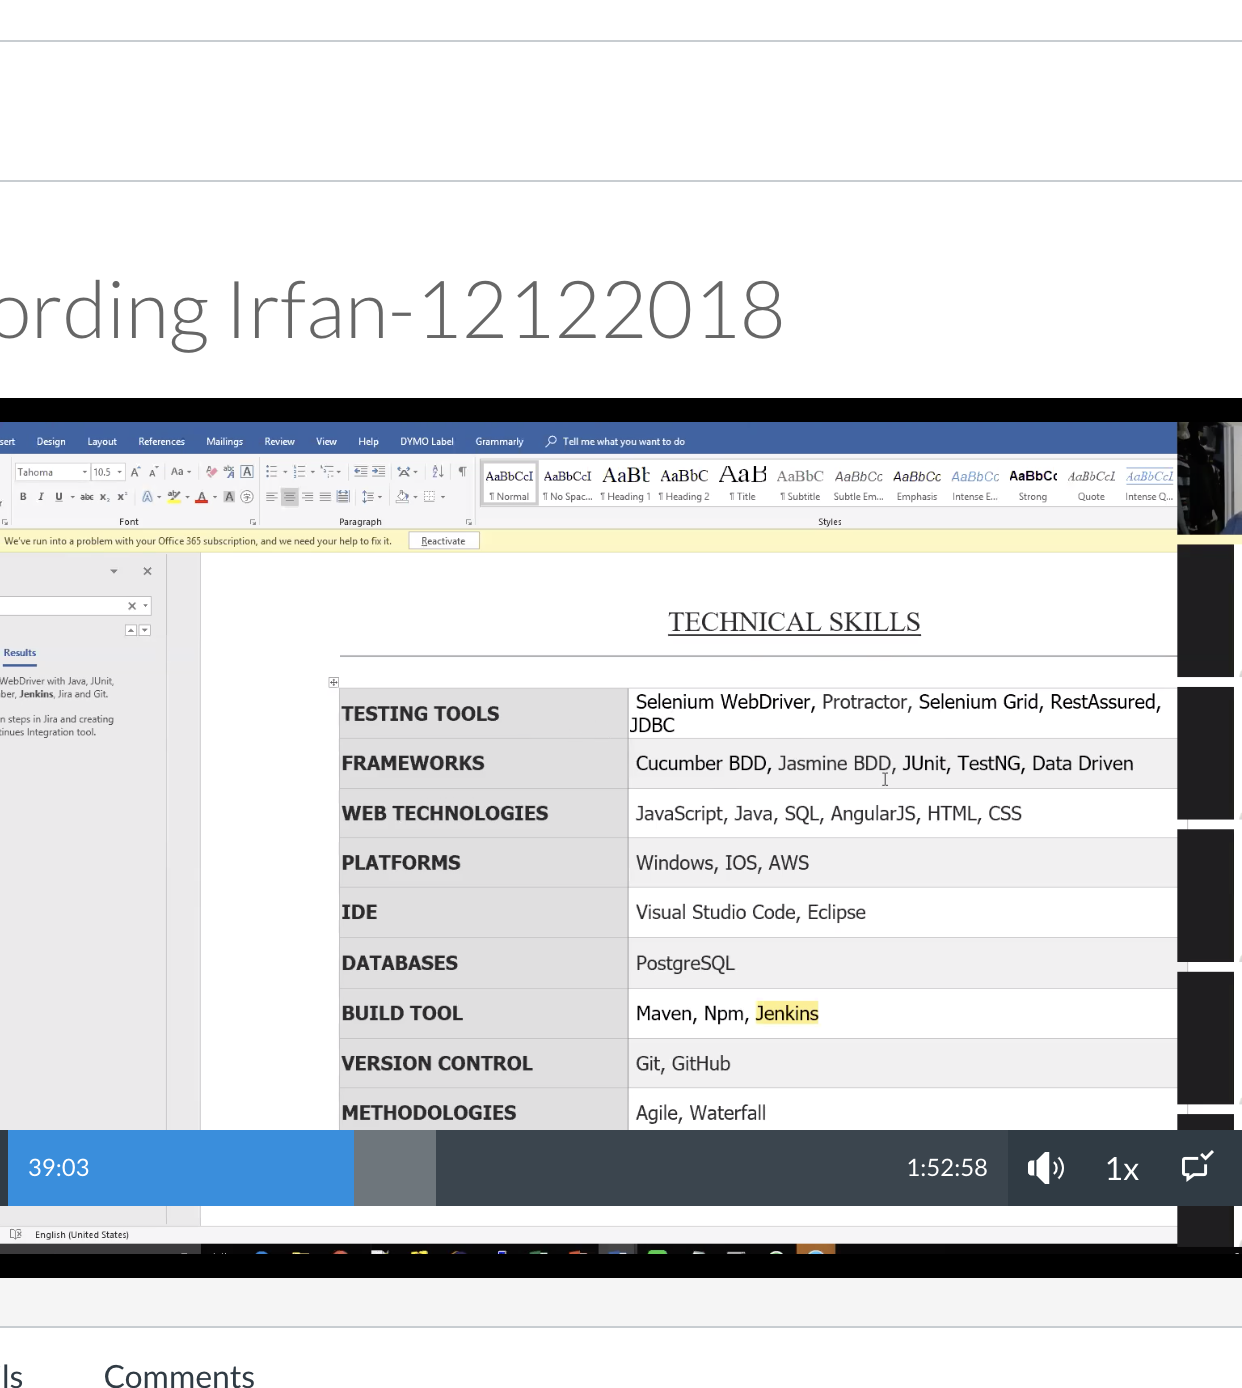 ording Irfan-12122018
sert Design Layout References Mailings Review View Help DYMO Label Grammarly Tell me what you want to do
Tahoma 10.5 Aa
B I U abc x₂ x² A
Font Paragraph Styles
AaBbCcI AaBbCcI AaBt AaBbC AaB AaBbC AaBbCc AaBbCc AaBbCc AaBbCc AaBbCcI AaBbCcI
¶ Normal ¶ No Spac... ¶ Heading 1 ¶ Heading 2 ¶ Title ¶ Subtitle Subtle Em... Emphasis Intense E... Strong Quote Intense Q...
We've run into a problem with your Office 365 subscription, and we need your help to fix it. Reactivate
Results
WebDriver with Java, JUnit,
ber, Jenkins, Jira and Git.
n steps in Jira and creating
tinues Integration tool.
TECHNICAL SKILLS
TESTING TOOLS Selenium WebDriver, Protractor, Selenium Grid, RestAssured,
JDBC
FRAMEWORKS Cucumber BDD, Jasmine BDD, JUnit, TestNG, Data Driven
WEB TECHNOLOGIES JavaScript, Java, SQL, AngularJS, HTML, CSS
PLATFORMS Windows, IOS, AWS
IDE Visual Studio Code, Eclipse
DATABASES PostgreSQL
BUILD TOOL Maven, Npm, Jenkins
VERSION CONTROL Git, GitHub
METHODOLOGIES Agile, Waterfall
39:03 1:52:58 1x
English (United States)
ls Comments